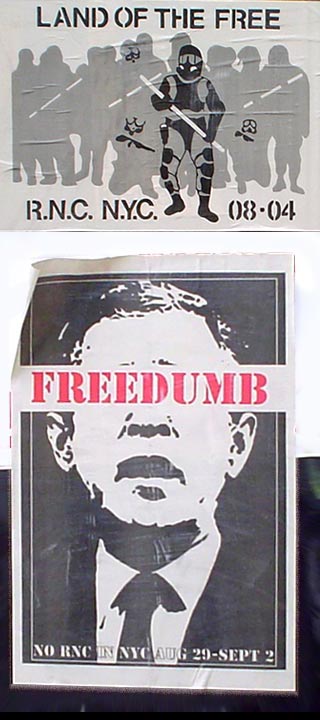 LAND OF THE FREE
R.N.C. N.Y.C. 08·04
FREEDUMB
NO RNC IN NYC AUG 29-SEPT 2